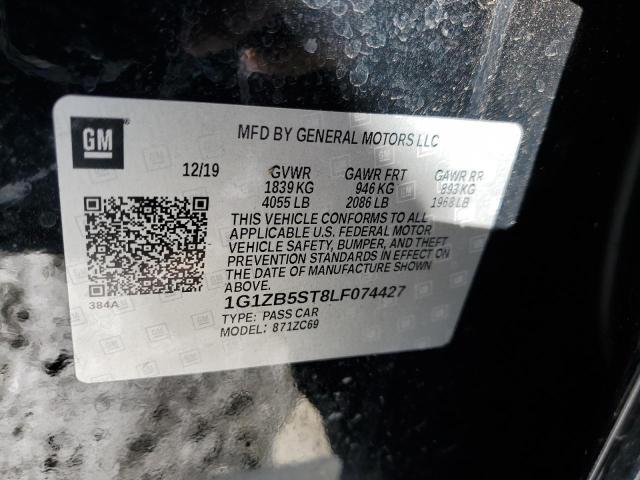 GM
MFD BY GENERAL MOTORS LLC
12/19 GVWR GAWR FRT GAWR RR
1839 KG 946 KG 893 KG
4055 LB 2086 LB 1968 LB
THIS VEHICLE CONFORMS TO ALL
APPLICABLE U.S. FEDERAL MOTOR
VEHICLE SAFETY, BUMPER, AND THEFT
PREVENTION STANDARDS IN EFFECT ON
THE DATE OF MANUFACTURE SHOWN
ABOVE.
384A
1G1ZB5ST8LF074427
TYPE: PASS CAR
MODEL: 871ZC69